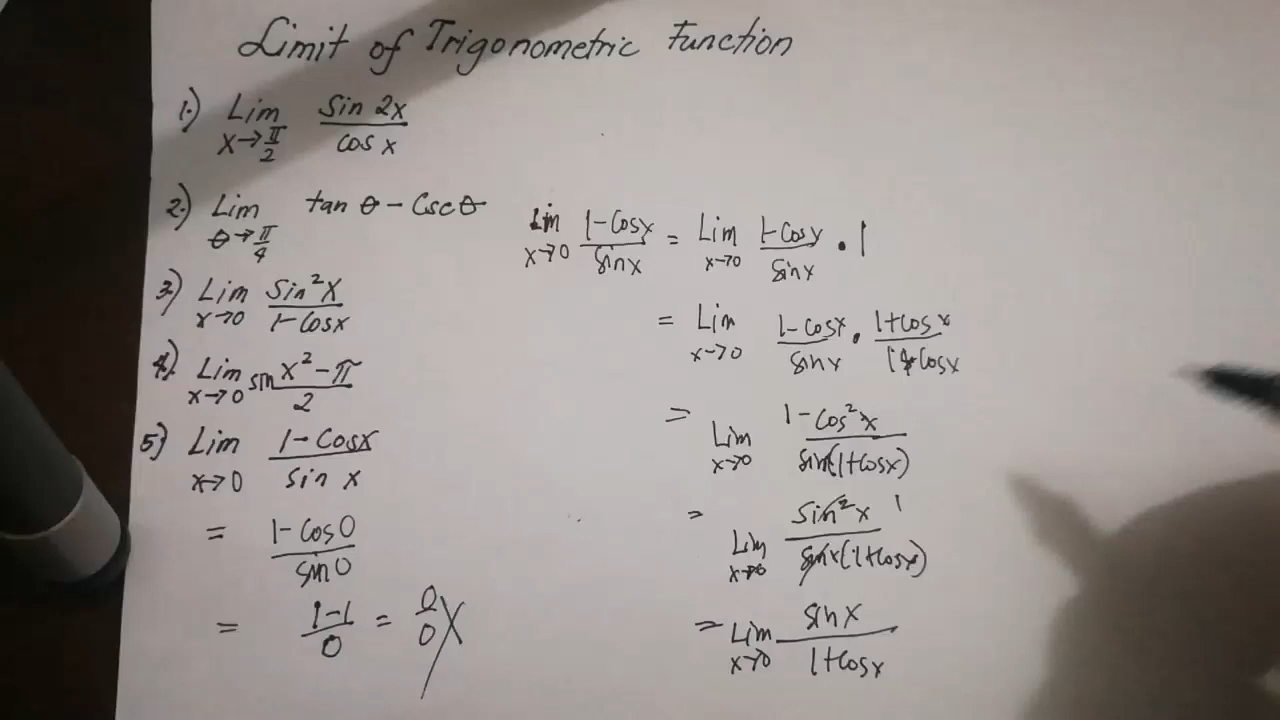 Limit of Trigonometric Function
1.) Lim x→π/2 sin 2x / cos x
2.) Lim θ→π/4 tan θ - Csc θ
3.) Lim x→0 Sin²x / 1-Cosx
4.) Lim x→0 sin x²-π / 2
5.) Lim x→0 1-Cosx / sin x
= 1-cos0 / sin0
= 1-1 / 0 = 0/0
Lim x→0 1-Cosx / sinx = Lim x→0 1-Cosx / sinx · 1
= Lim x→0 1-cosx / sinx · 1+cosx / 1+cosx
= Lim x→0 1-cos²x / sinx(1+cosx)
= Lim x→0 sin²x 1 / sinx(1+cosx)
= Lim x→0 sinx / 1+cosx